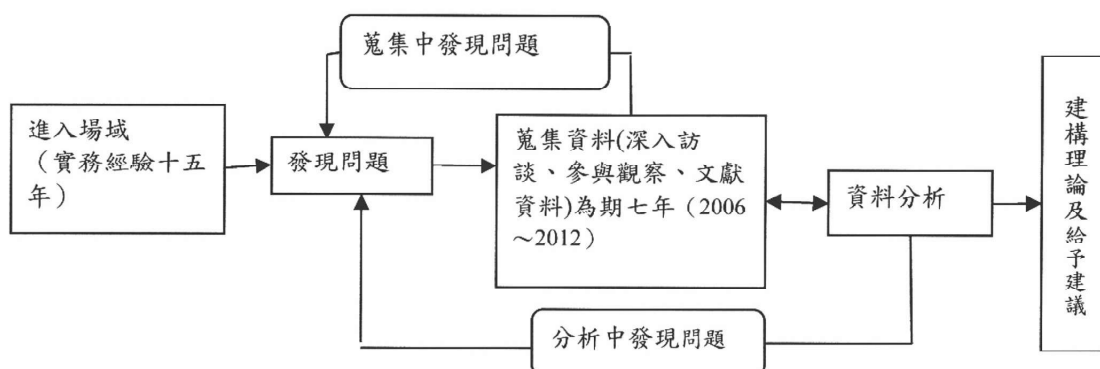 蒐集中發現問題
進入場域
（實務經驗十五
年）
發現問題
蒐集資料(深入訪
談、參與觀察、文獻
資料)為期七年（2006
～2012）
資料分析
建構理論及給予建議
分析中發現問題